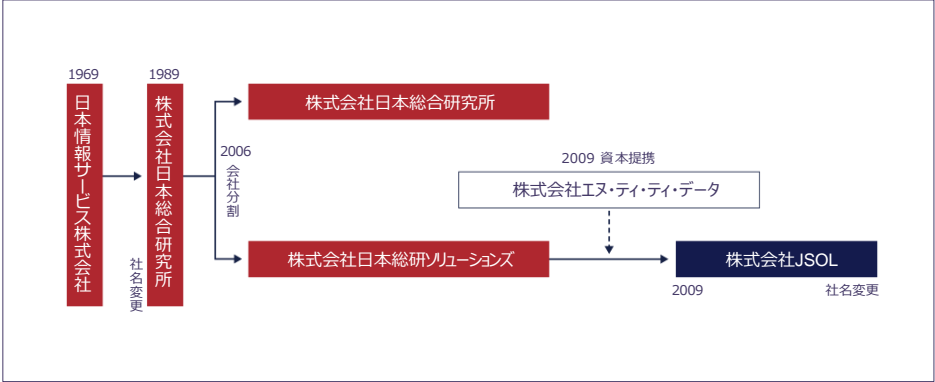 1969
日本情報サービス株式会社
社名変更
1989
株式会社日本総合研究所
2006
会社分割
株式会社日本総合研究所
株式会社日本総研ソリューションズ
2009 資本提携
株式会社エヌ・ティ・ティ・データ
株式会社JSOL
2009
社名変更